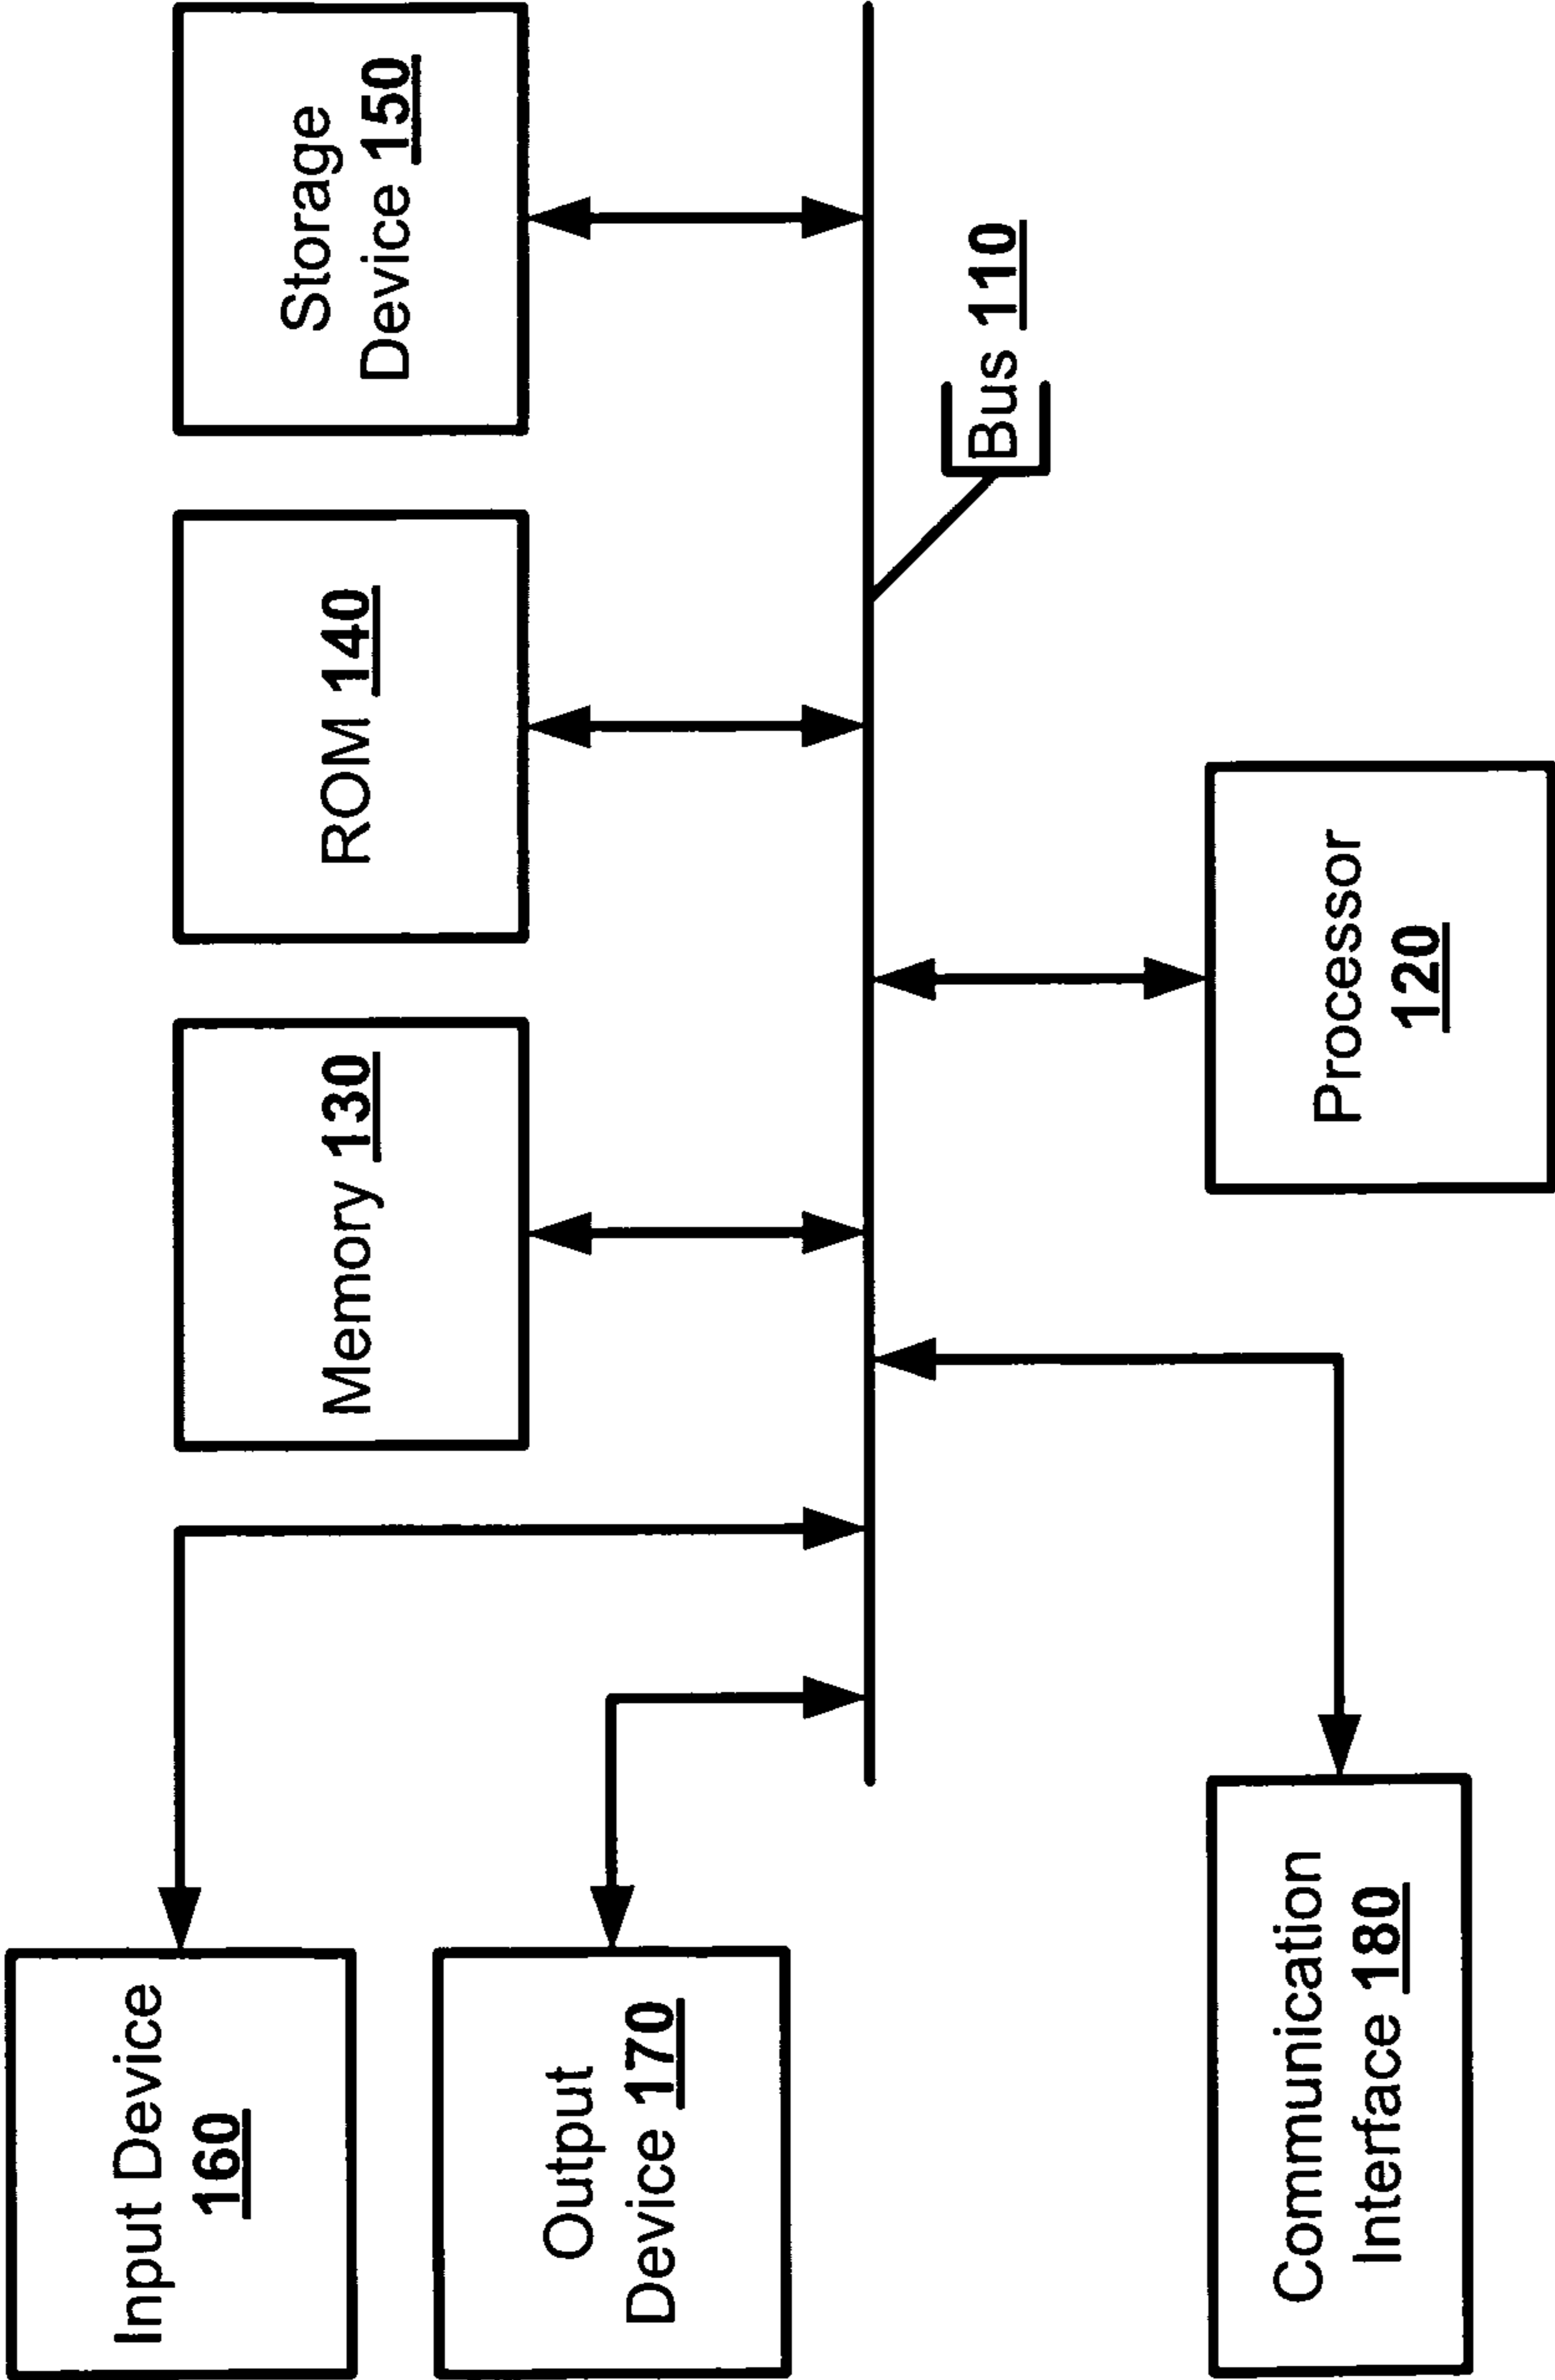 Input Device
160
Memory 130
ROM 140
Storage
Device 150
Output
Device 170
Bus 110
Communication
Interface 180
Processor
120